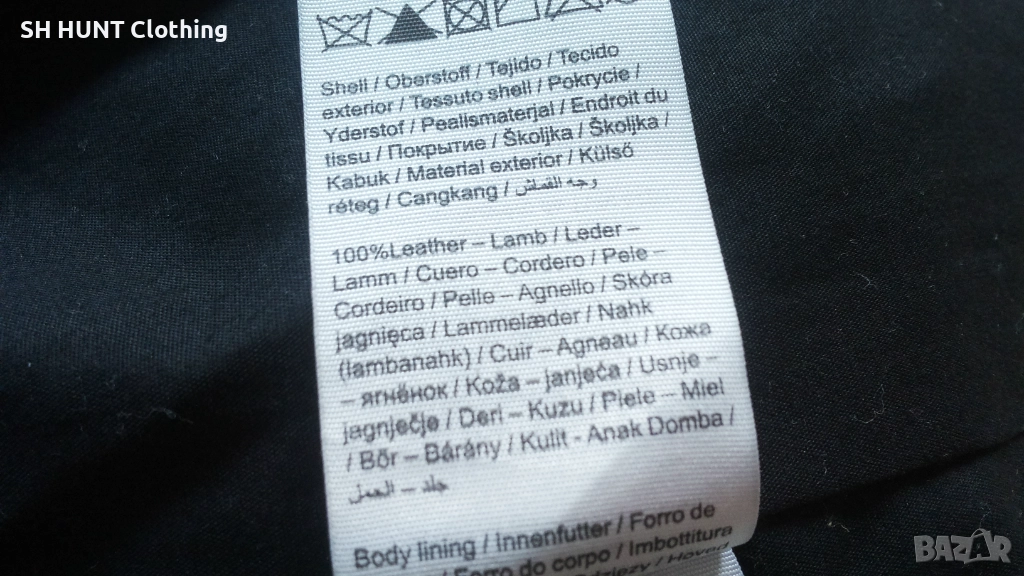 SH HUNT Clothing
Shell / Oberstoff / Tejido / Tecido
exterior / Tessuto shell / Pokrycie /
Yderstof / Pealismaterjal / Endroit du
tissu / Покрытие / Školjka / Školjka /
Kabuk / Material exterior / Külső
réteg / Cangkang / وجه القماش
100%Leather – Lamb / Leder –
Lamm / Cuero – Cordero / Pele –
Cordeiro / Pelle – Agnello / Skóra
jagnięca / Lammelæder / Nahk
(lambanahk) / Cuir – Agneau / Кожа
– ягнёнок / Koža – janjeća / Usnje –
jagnječje / Deri – Kuzu / Piele – Miel
/ Bőr – Bárány / Kulit - Anak Domba /
جلد – الحمل
Body lining / Innenfutter / Forro de
Forro do corpo / Imbottitura
BAZAR